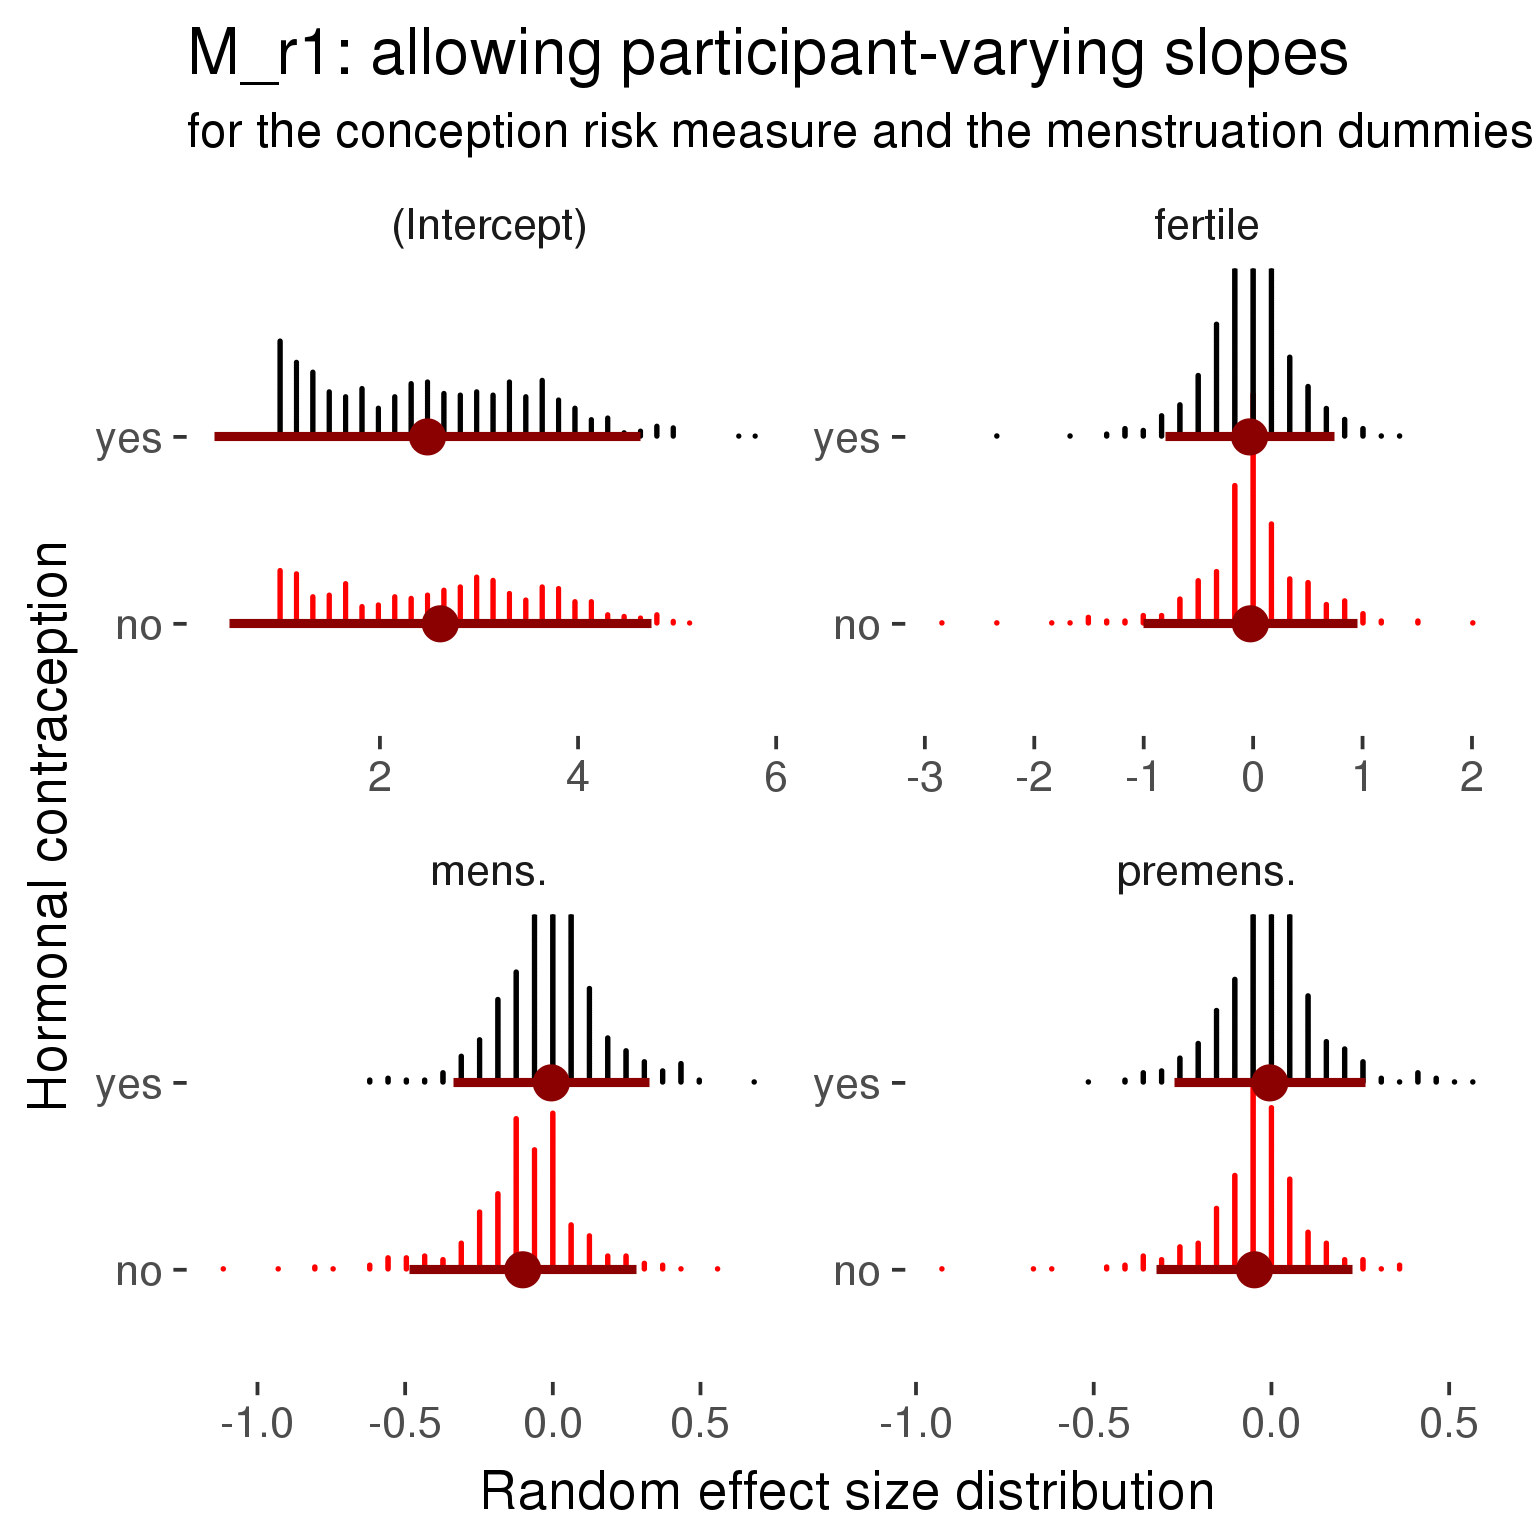 M_r1: allowing participant-varying slopes
for the conception risk measure and the menstruation dummies
(Intercept)
fertile
yes
no
yes
no
2
4
6
-3
-2
-1
0
1
2
Hormonal contraception
mens.
premens.
yes
no
yes
no
-1.0
-0.5
0.0
0.5
-1.0
-0.5
0.0
0.5
Random effect size distribution